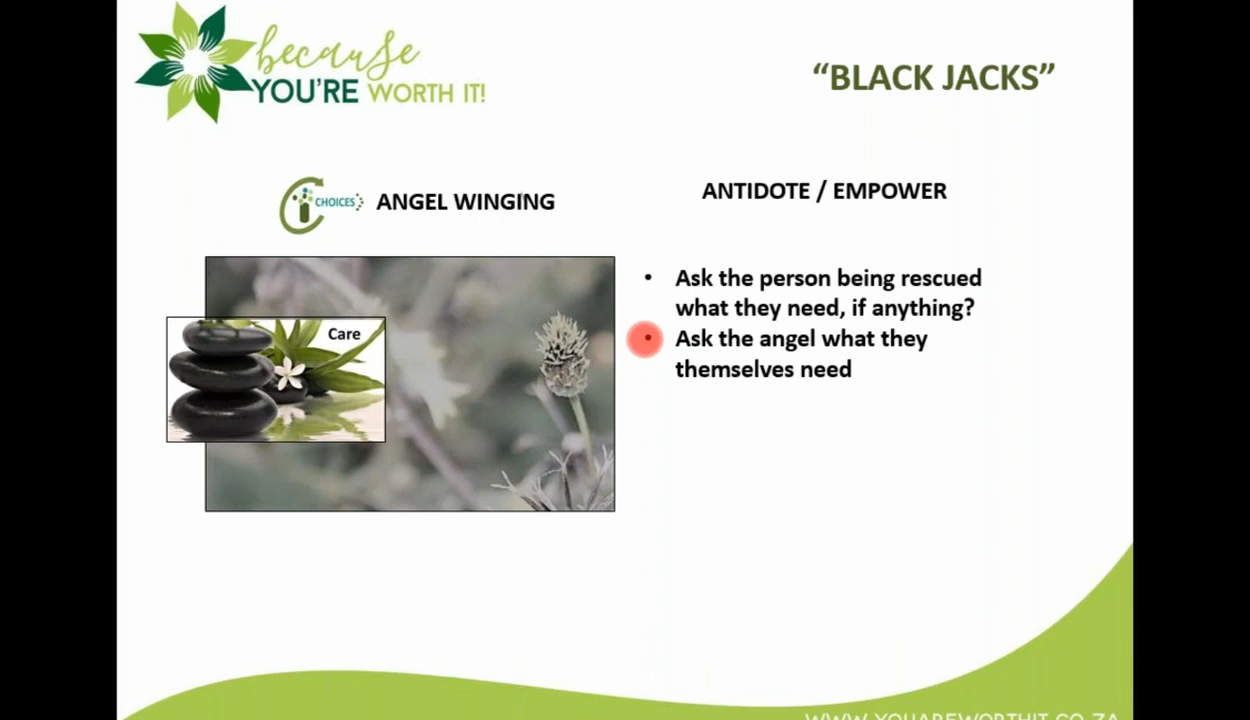 because
YOU'RE WORTH IT!
“BLACK JACKS”
CHOICES
ANGEL WINGING
Care
ANTIDOTE / EMPOWER
• Ask the person being rescued
what they need, if anything?
• Ask the angel what they
themselves need
WWW.YOUAREWORTHIT.CO.ZA